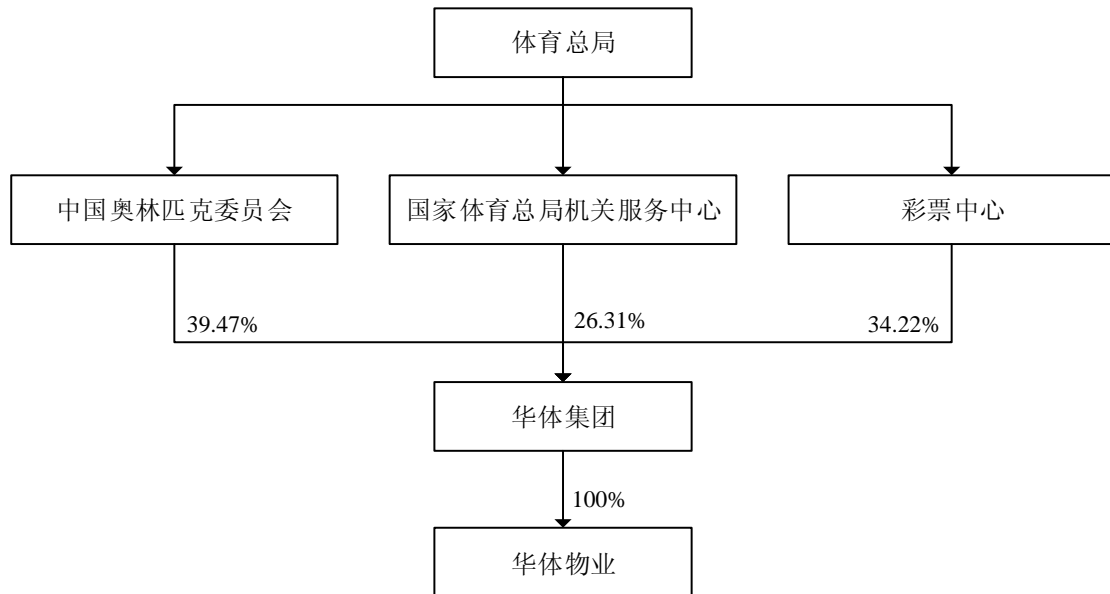 体育总局
中国奥林匹克委员会
国家体育总局机关服务中心
彩票中心
39.47%
26.31%
34.22%
华体集团
100%
华体物业